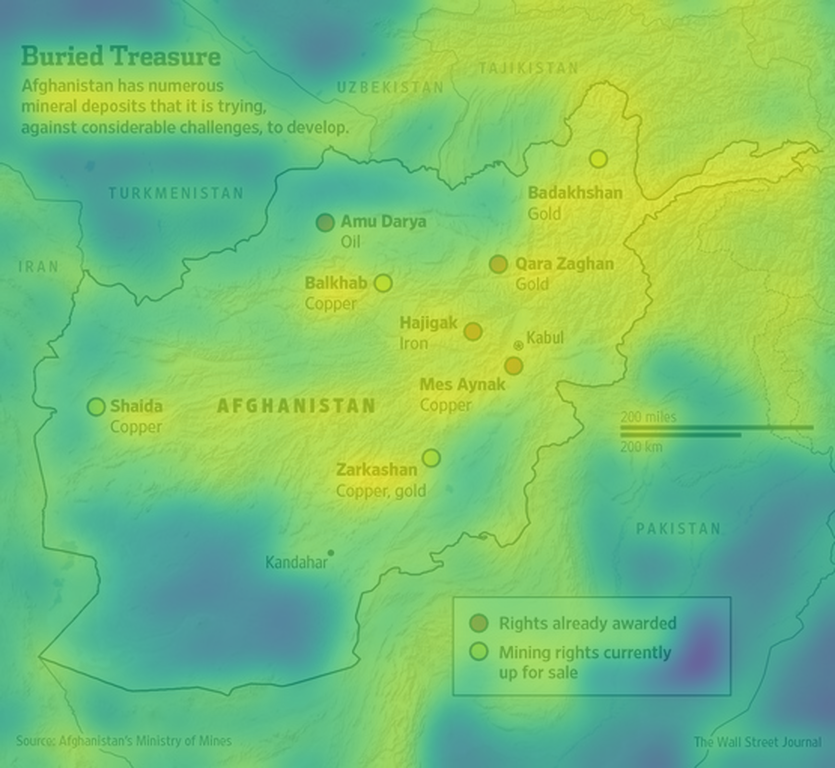 Buried Treasure
Afghanistan has numerous
mineral deposits that it is trying,
against considerable challenges, to develop.
UZBEKISTAN
TAJIKISTAN
TURKMENISTAN
IRAN
Badakhshan
Gold
Amu Darya
Oil
Qara Zaghan
Gold
Balkhab
Copper
Hajigak
Iron
Kabul
Mes Aynak
Copper
AFGHANISTAN
Shaida
Copper
200 miles
200 km
Zarkashan
Copper, gold
PAKISTAN
Kandahar
Rights already awarded
Mining rights currently
up for sale
Source: Afghanistan's Ministry of Mines
The Wall Street Journal